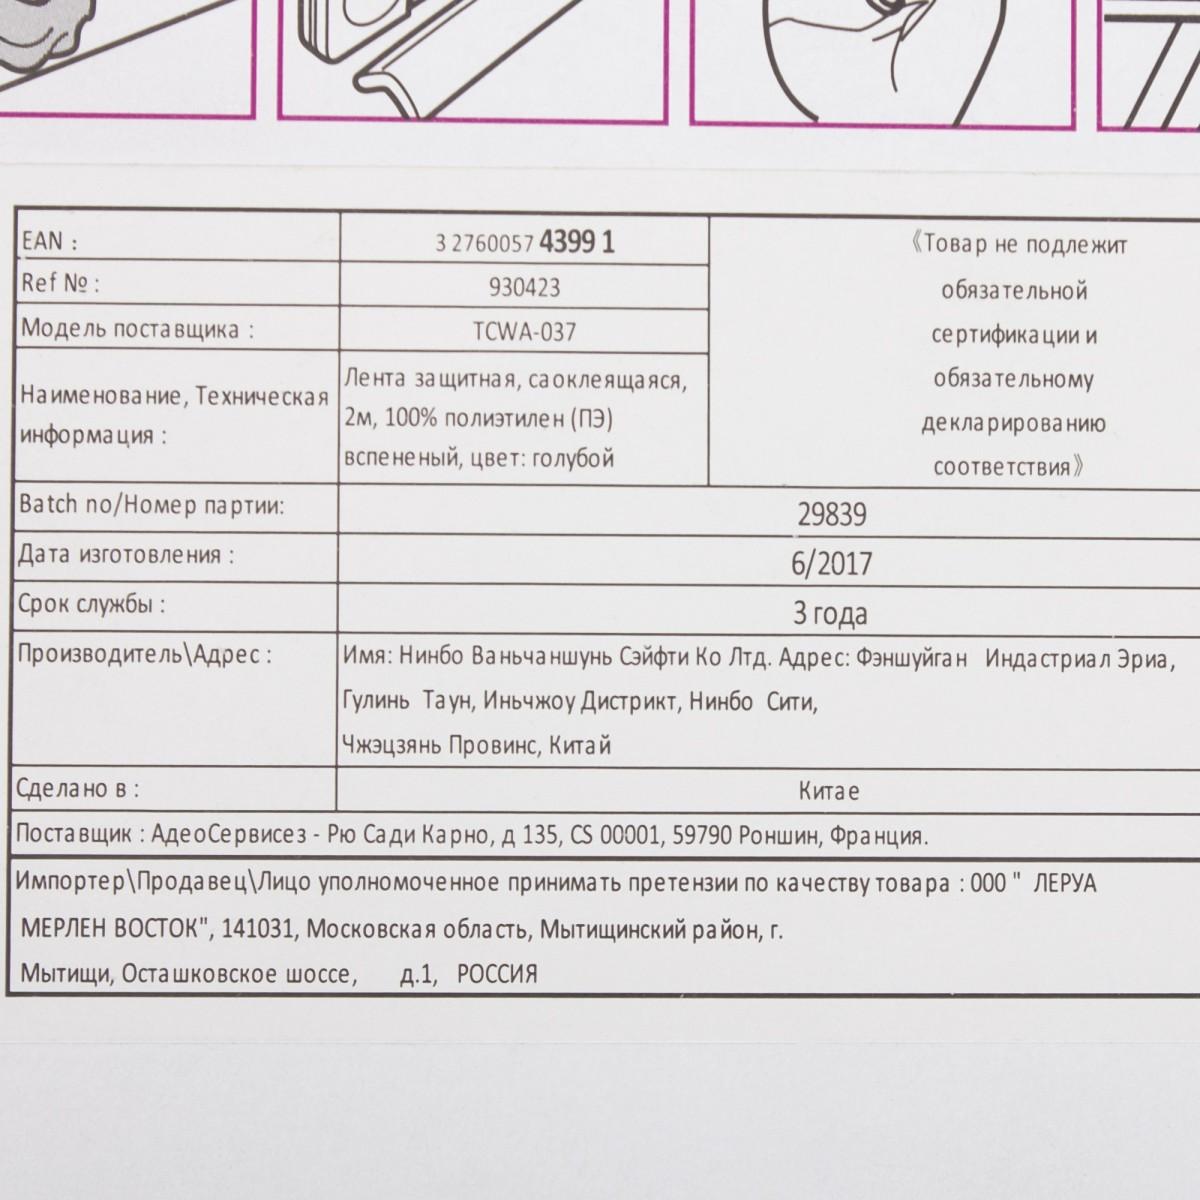 EAN : 3 2760057 4399 1
Ref № : 930423
Модель поставщика : TCWA-037
Наименование, Техническая
информация :
Лента защитная, саоклеящаяся,
2м, 100% полиэтилен (ПЭ)
вспененый, цвет: голубой
《Товар не подлежит
обязательной
сертификации и
обязательному
декларированию
соответствия》
Batch no/Номер партии: 29839
Дата изготовления : 6/2017
Срок службы : 3 года
Производитель\Адрес : Имя: Нинбо Ваньчаншунь Сэйфти Ко Лтд. Адрес: Фэншуйган Индастриал Эриа,
Гулинь Таун, Иньчжоу Дистрикт, Нинбо Сити,
Чжэцзянь Провинс, Китай
Сделано в : Китае
Поставщик : АдеоСервисез - Рю Сади Карно, д 135, CS 00001, 59790 Роншин, Франция.
Импортер\Продавец\Лицо уполномоченное принимать претензии по качеству товара : ООО " ЛЕРУА
МЕРЛЕН ВОСТОК", 141031, Московская область, Мытищинский район, г.
Мытищи, Осташковское шоссе, д.1, РОССИЯ